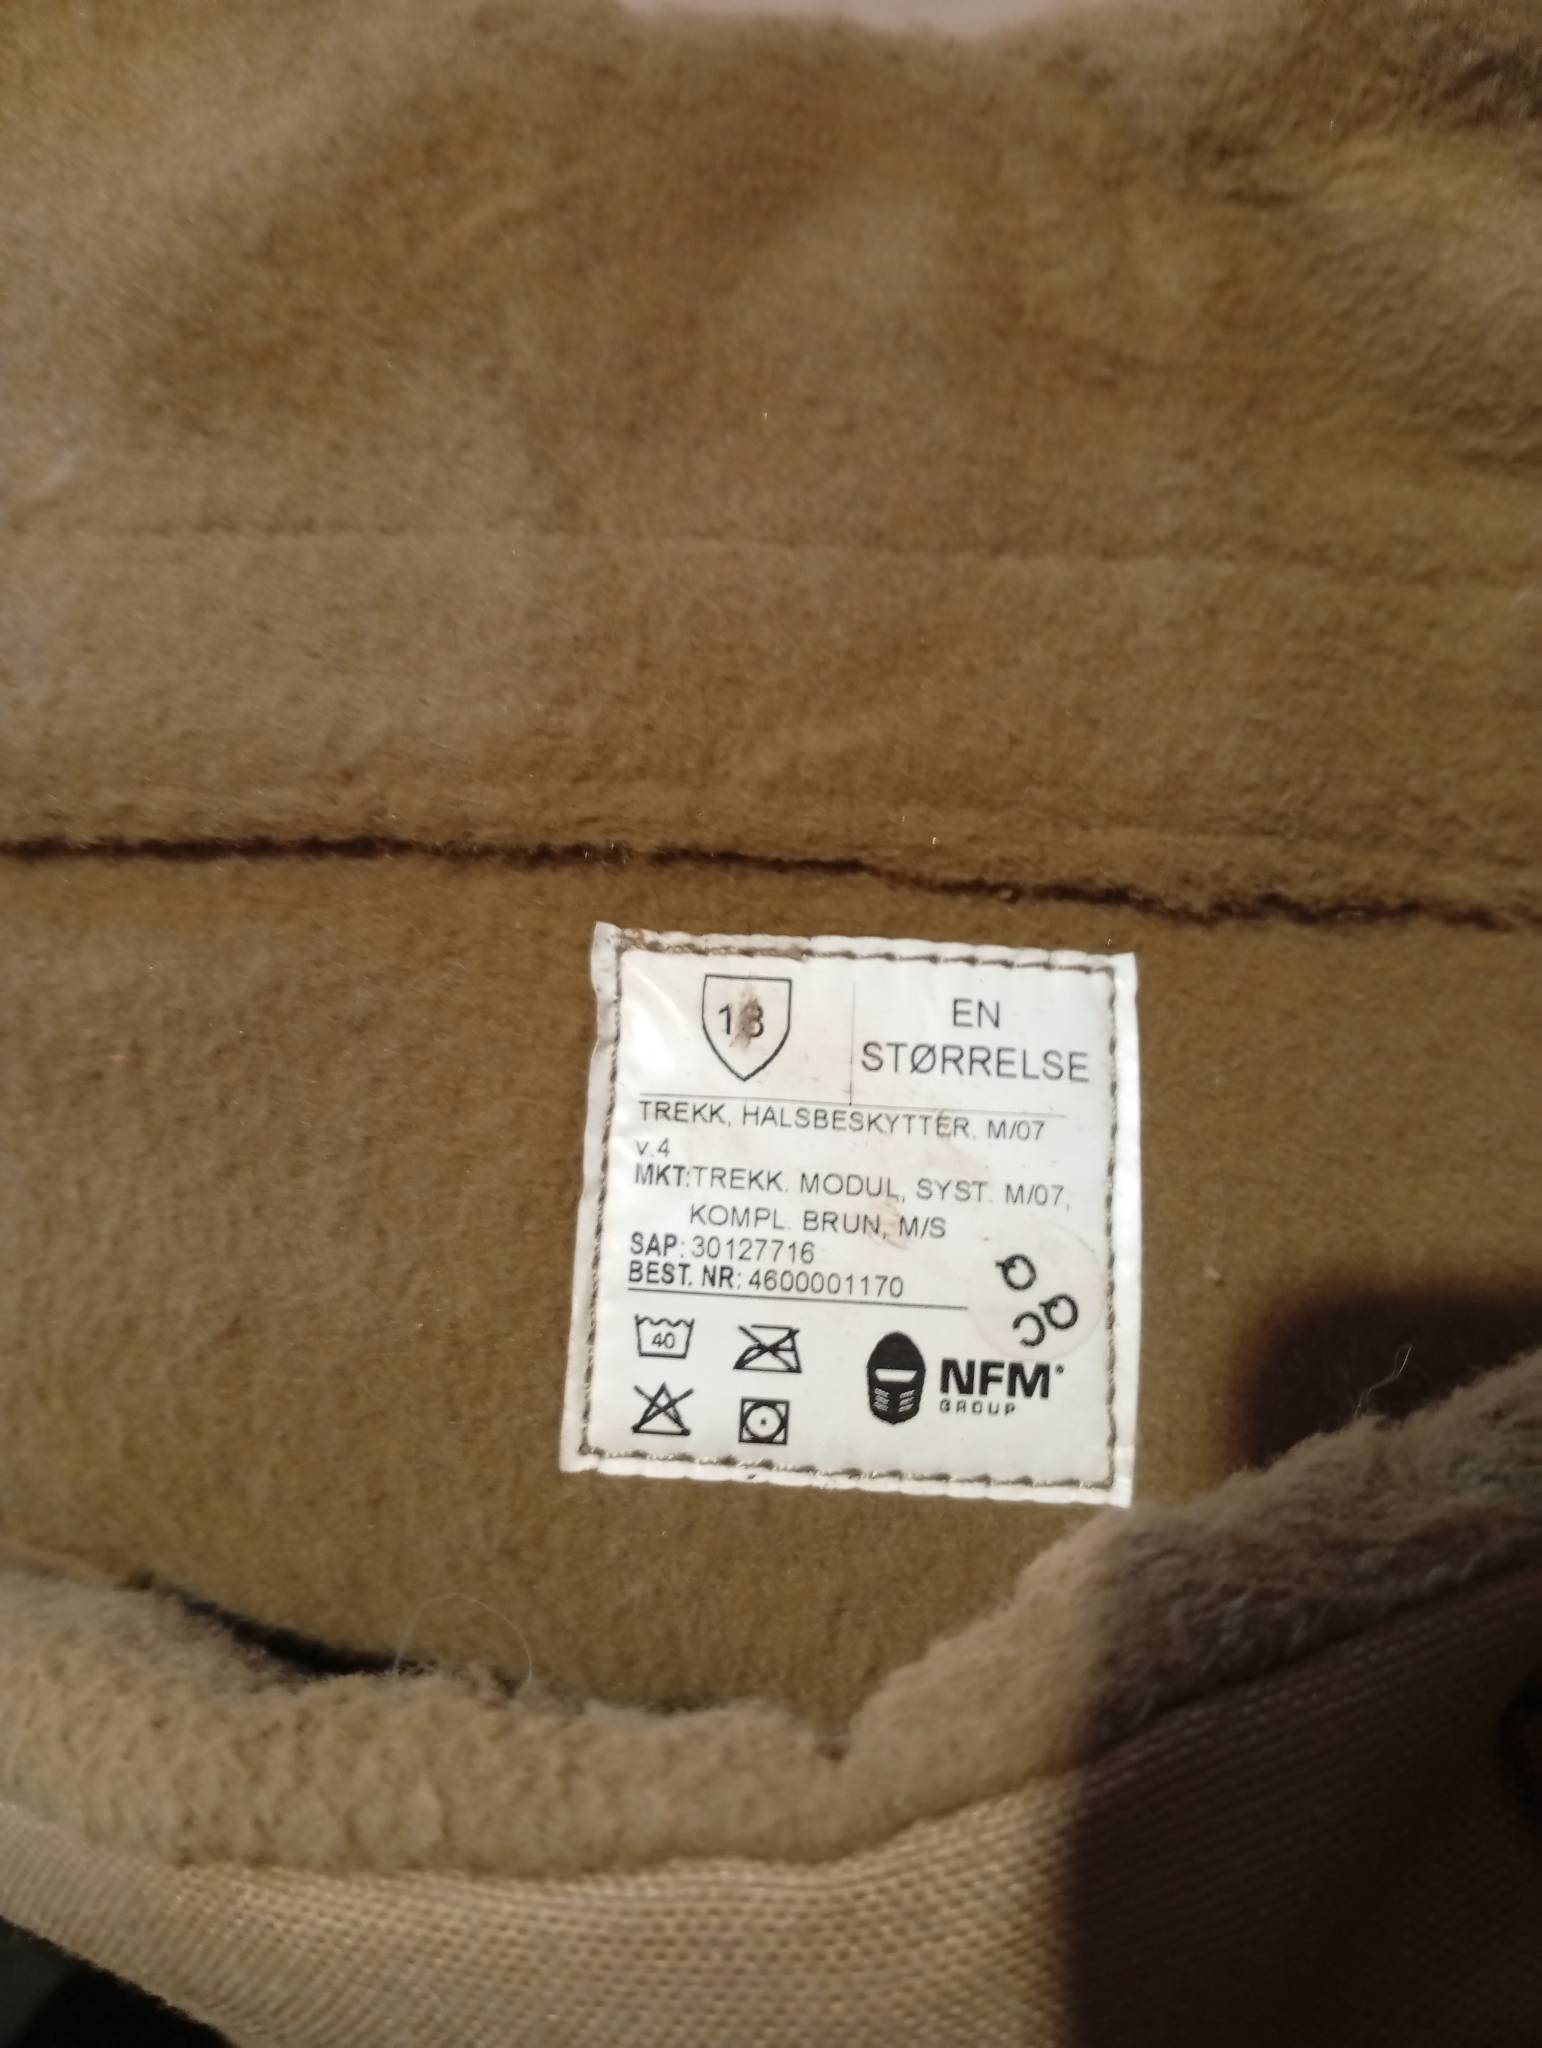 18
EN
STØRRELSE
TREKK, HALSBESKYTTER, M/07
v.4
MKT:TREKK. MODUL, SYST. M/07,
KOMPL. BRUN, M/S
SAP: 30127716
BEST. NR: 4600001170
40
NFM
GROUP
Q
QC